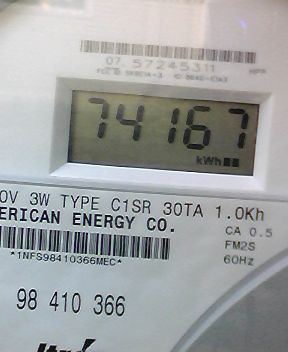 07 57245311
74167
kWh
0V 3W TYPE C1SR 30TA 1.0Kh
ERICAN ENERGY CO.
CA 0.5
FM2S
*1NFS98410366MEC*
60Hz
98 410 366
Itron